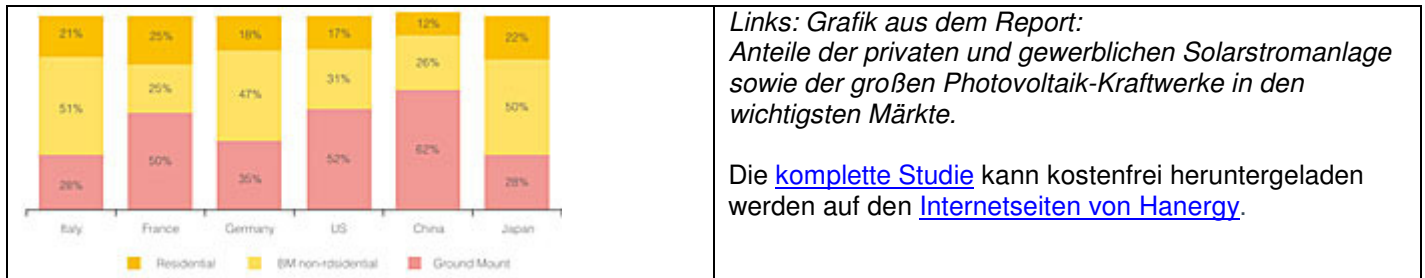 21%
25%
18%
17%
12%
22%
51%
25%
47%
31%
26%
50%
28%
50%
35%
52%
62%
28%
Italy
France
Germany
US
China
Japan
Residential
BM non-rdsidential
Ground Mount
Links: Grafik aus dem Report:
Anteile der privaten und gewerblichen Solarstromanlage
sowie der großen Photovoltaik-Kraftwerke in den
wichtigsten Märkte.
Die komplette Studie kann kostenfrei heruntergeladen
werden auf den Internetseiten von Hanergy.